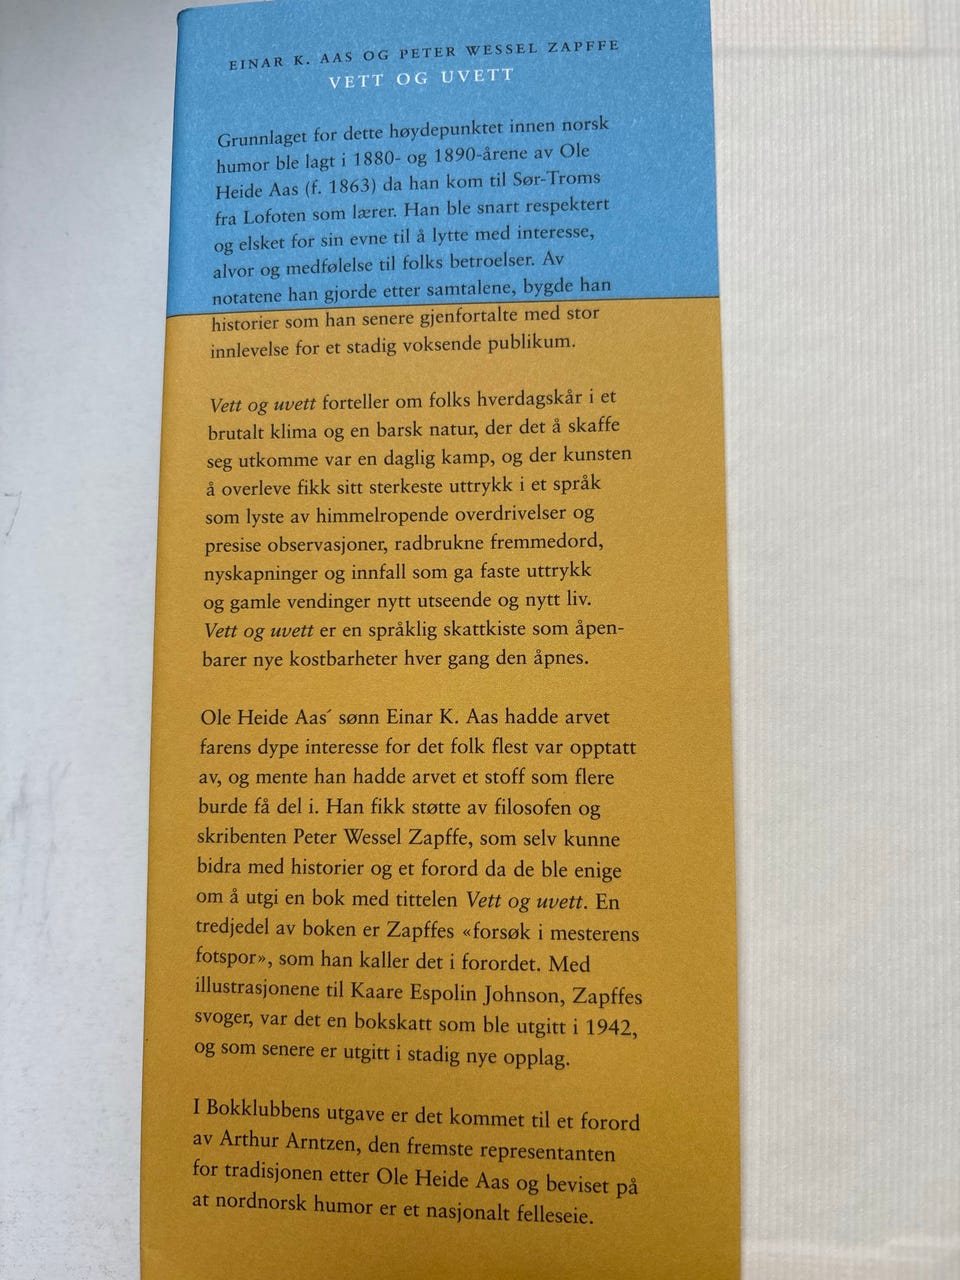 EINAR K. AAS OG PETER WESSEL ZAPFFE
VETT OG UVETT
Grunnlaget for dette høydepunktet innen norsk
humor ble lagt i 1880- og 1890-årene av Ole
Heide Aas (f. 1863) da han kom til Sør-Troms
fra Lofoten som lærer. Han ble snart respektert
og elsket for sin evne til å lytte med interesse,
alvor og medfølelse til folks betroelser. Av
notatene han gjorde etter samtalene, bygde han
historier som han senere gjenfortalte med stor
innlevelse for et stadig voksende publikum.
Vett og uvett forteller om folks hverdagskår i et
brutalt klima og en barsk natur, der det å skaffe
seg utkomme var en daglig kamp, og der kunsten
å overleve fikk sitt sterkeste uttrykk i et språk
som lyste av himmelropende overdrivelser og
presise observasjoner, radbrukne fremmedord,
nyskapninger og innfall som ga faste uttrykk
og gamle vendinger nytt utseende og nytt liv.
Vett og uvett er en språklig skattkiste som åpen-
barer nye kostbarheter hver gang den åpnes.
Ole Heide Aas´ sønn Einar K. Aas hadde arvet
farens dype interesse for det folk flest var opptatt
av, og mente han hadde arvet et stoff som flere
burde få del i. Han fikk støtte av filosofen og
skribenten Peter Wessel Zapffe, som selv kunne
bidra med historier og et forord da de ble enige
om å utgi en bok med tittelen Vett og uvett. En
tredjedel av boken er Zapffes «forsøk i mesterens
fotspor», som han kaller det i forordet. Med
illustrasjonene til Kaare Espolin Johnson, Zapffes
svoger, var det en bokskatt som ble utgitt i 1942,
og som senere er utgitt i stadig nye opplag.
I Bokklubbens utgave er det kommet til et forord
av Arthur Arntzen, den fremste representanten
for tradisjonen etter Ole Heide Aas og beviset på
at nordnorsk humor er et nasjonalt felleseie.